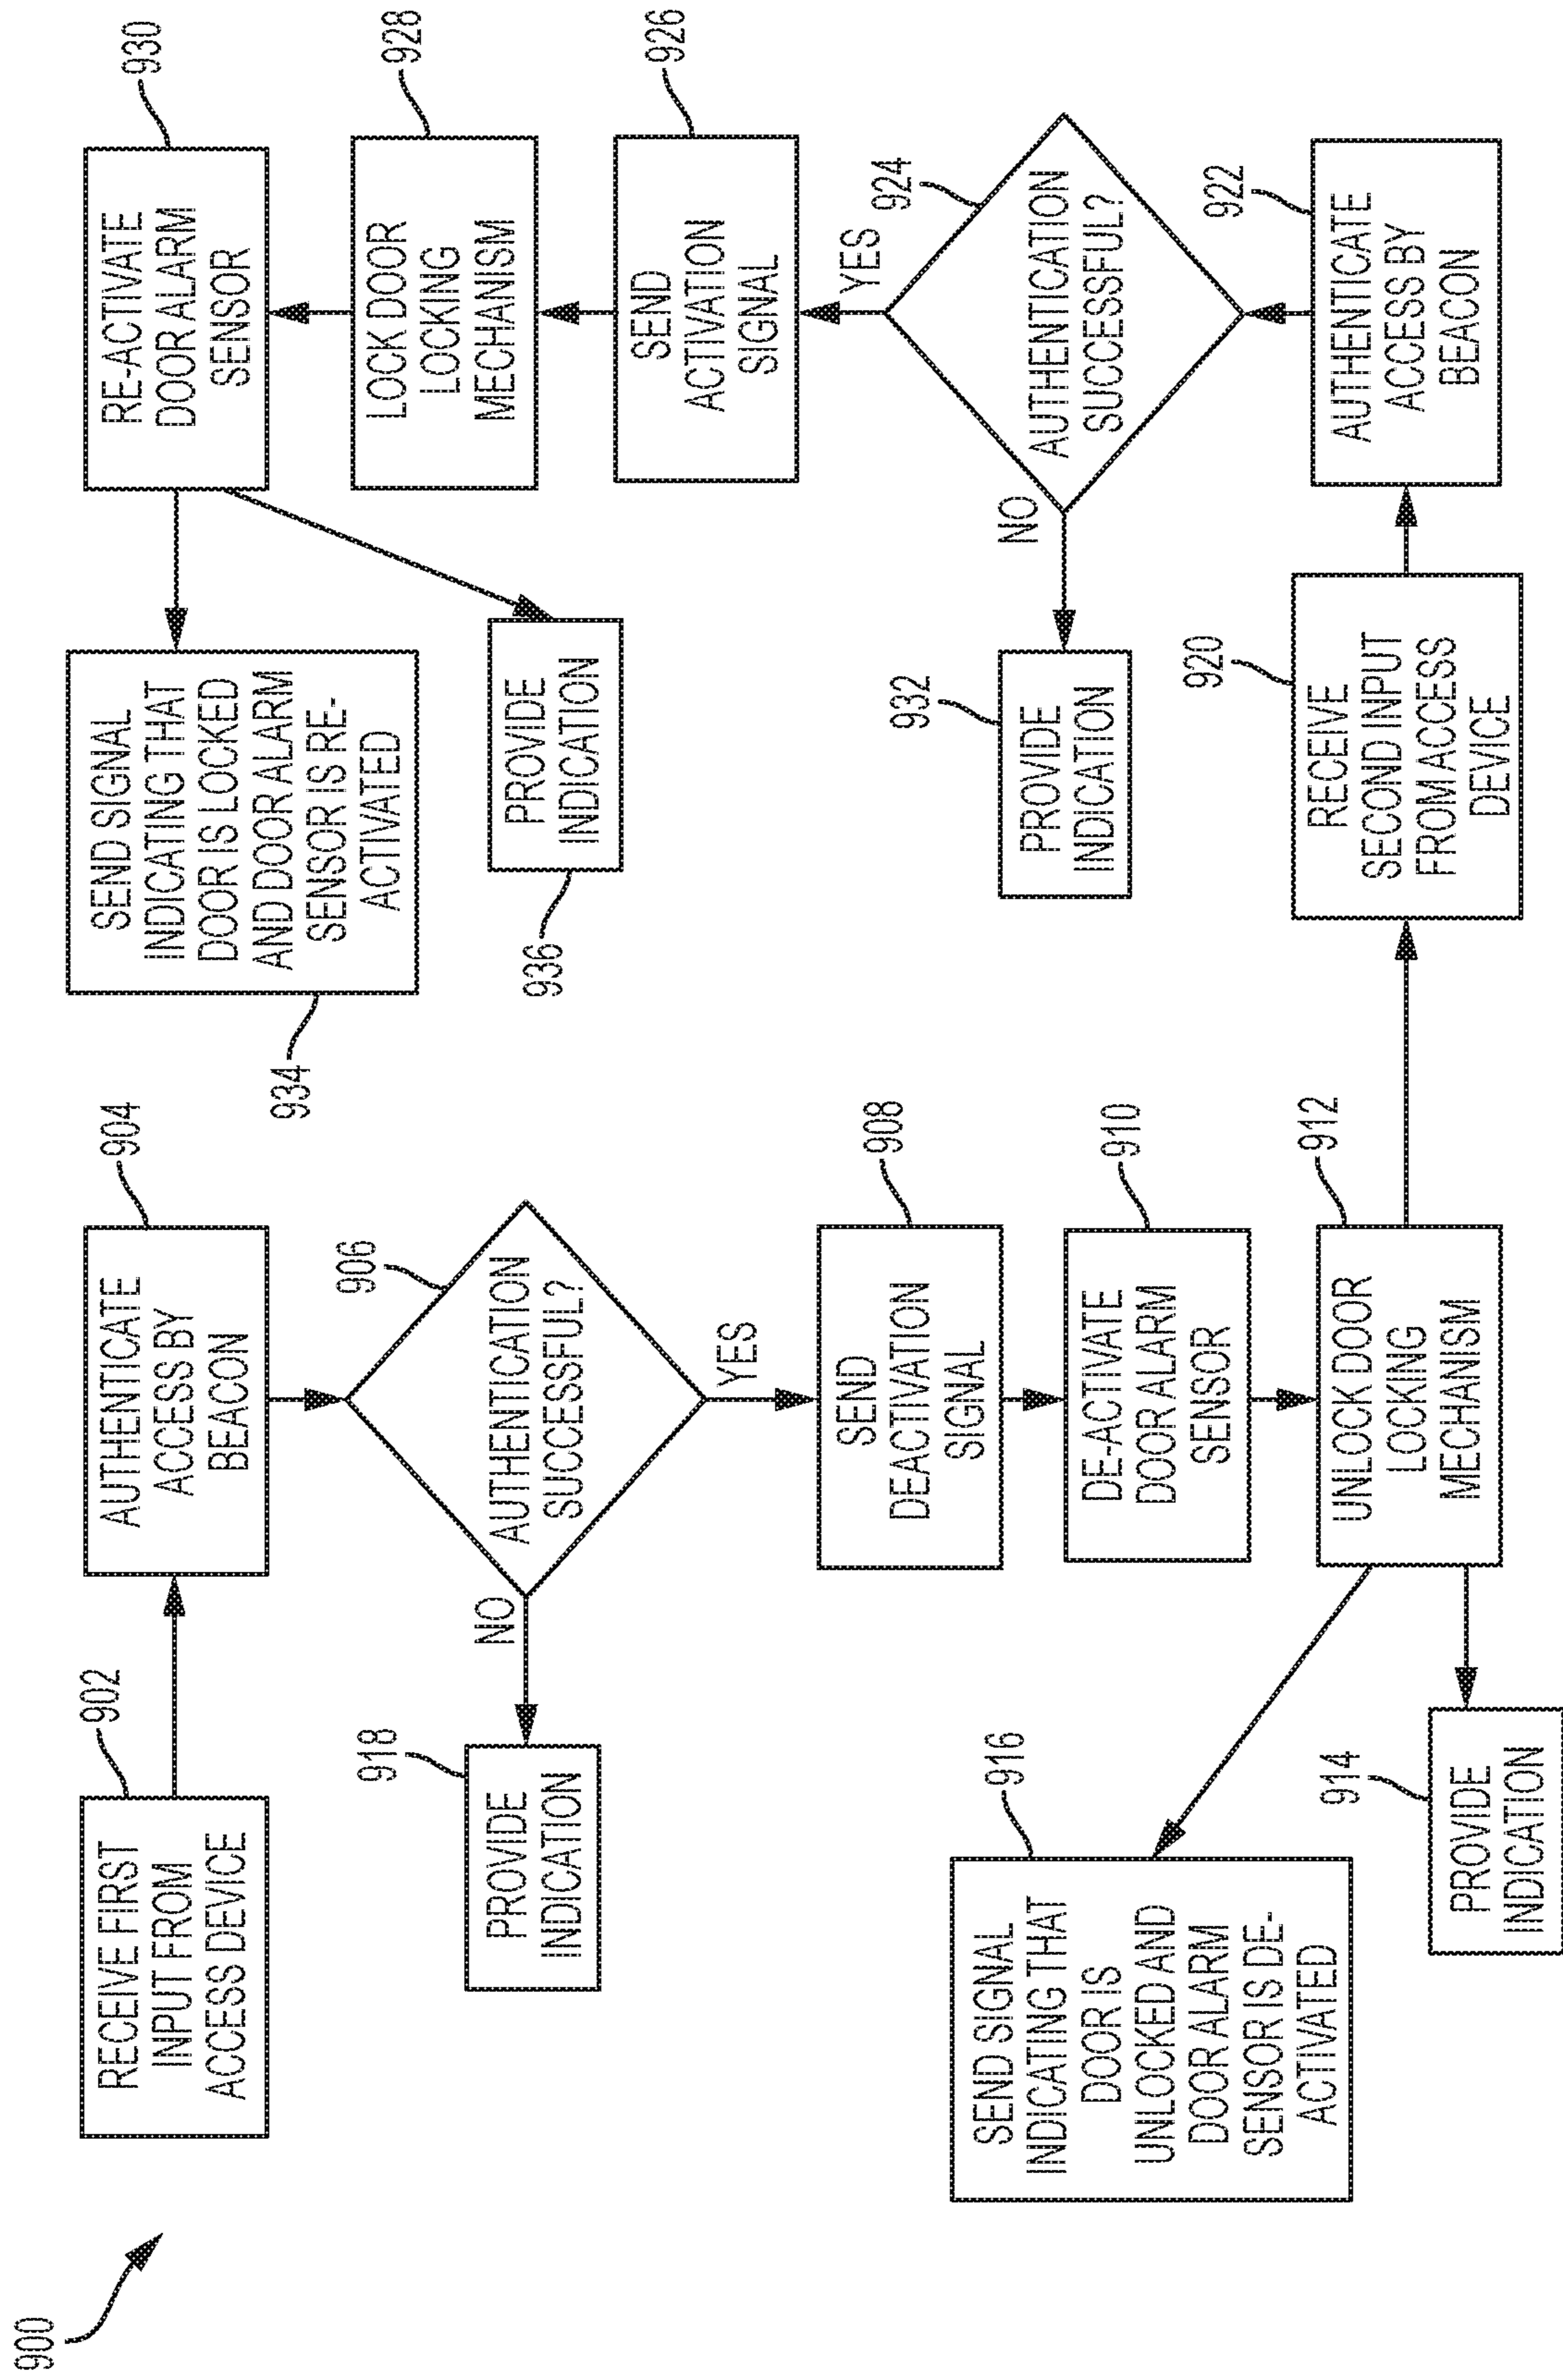 900
902
RECEIVE FIRST
INPUT FROM
ACCESS DEVICE
904
AUTHENTICATE
ACCESS BY
BEACON
906
AUTHENTICATION
SUCCESSFUL?
NO
918
PROVIDE
INDICATION
YES
908
SEND
DEACTIVATION
SIGNAL
910
DE-ACTIVATE
DOOR ALARM
SENSOR
912
UNLOCK DOOR
LOCKING
MECHANISM
916
SEND SIGNAL
INDICATING THAT
DOOR IS
UNLOCKED AND
DOOR ALARM
SENSOR IS DE-
ACTIVATED
914
PROVIDE
INDICATION
920
RECEIVE
SECOND INPUT
FROM ACCESS
DEVICE
922
AUTHENTICATE
ACCESS BY
BEACON
924
AUTHENTICATION
SUCCESSFUL?
NO
932
PROVIDE
INDICATION
YES
926
SEND
ACTIVATION
SIGNAL
928
LOCK DOOR
LOCKING
MECHANISM
930
RE-ACTIVATE
DOOR ALARM
SENSOR
934
SEND SIGNAL
INDICATING THAT
DOOR IS LOCKED
AND DOOR ALARM
SENSOR IS RE-
ACTIVATED
936
PROVIDE
INDICATION